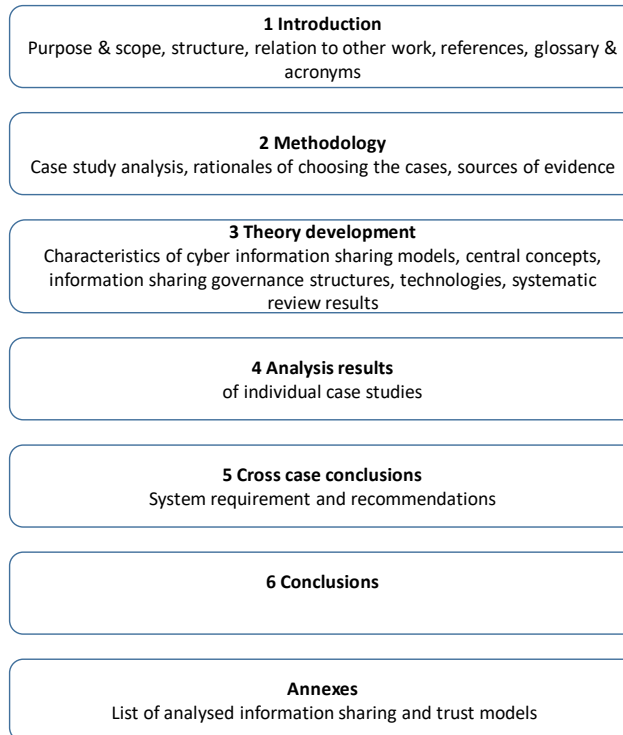 1 Introduction
Purpose & scope, structure, relation to other work, references, glossary &
acronyms
2 Methodology
Case study analysis, rationales of choosing the cases, sources of evidence
3 Theory development
Characteristics of cyber information sharing models, central concepts,
information sharing governance structures, technologies, systematic
review results
4 Analysis results
of individual case studies
5 Cross case conclusions
System requirement and recommendations
6 Conclusions
Annexes
List of analysed information sharing and trust models